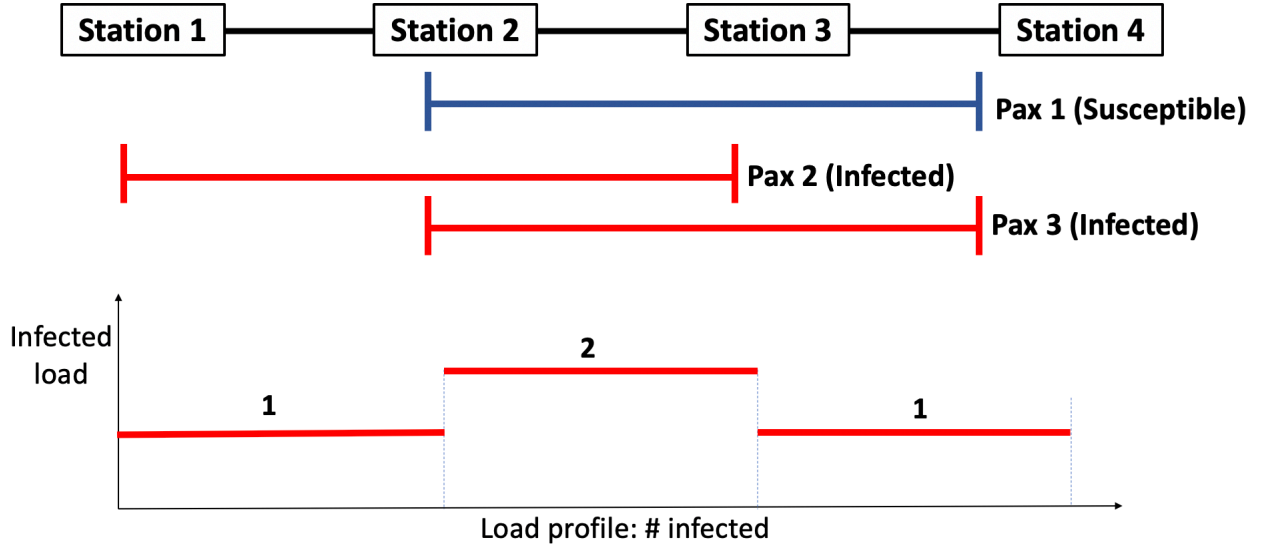 Station 1
Station 2
Station 3
Station 4
Pax 1 (Susceptible)
Pax 2 (Infected)
Pax 3 (Infected)
Infected
load
1
2
1
Load profile: # infected